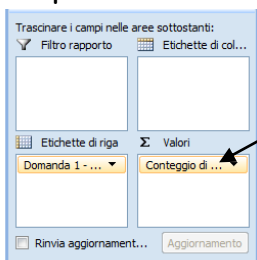 Trascinare i campi nelle aree sottostanti:
Filtro rapporto Etichette di col...
Etichette di riga Σ Valori
Domanda 1 - ... Conteggio di ...
Rinvia aggiornament... Aggiornamento